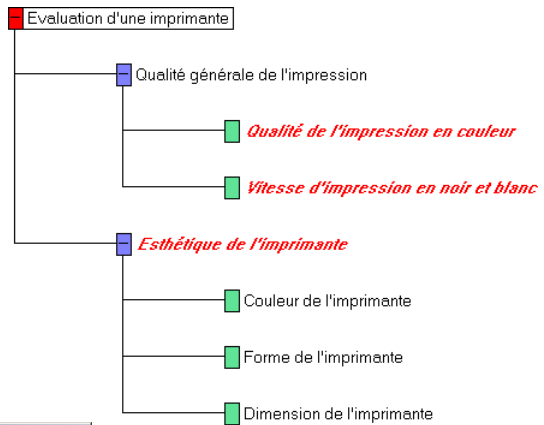 Evaluation d'une imprimante
Qualité générale de l'impression
Qualité de l'impression en couleur
Vitesse d'impression en noir et blanc
Esthétique de l'imprimante
Couleur de l'imprimante
Forme de l'imprimante
Dimension de l'imprimante